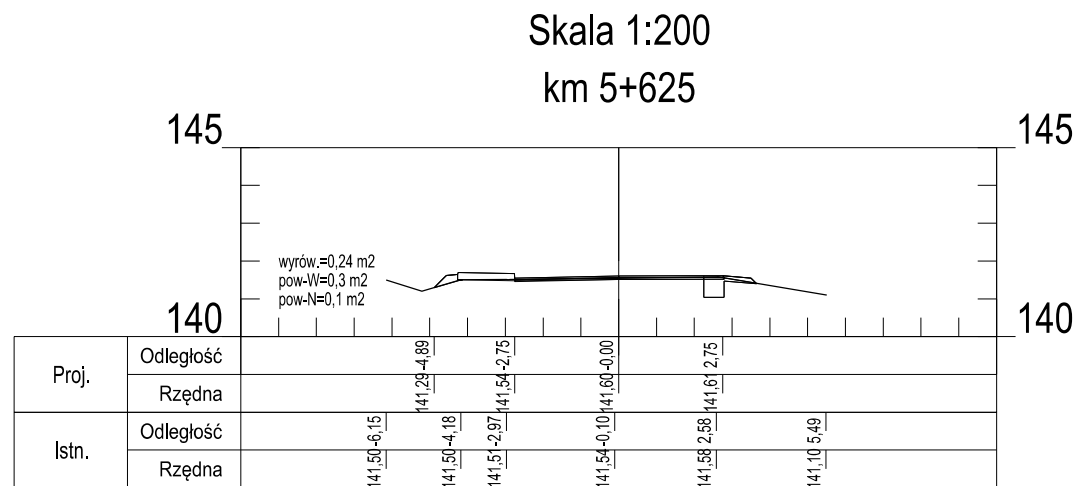 Skala 1:200
km 5+625
145
145
wyrów.=0,24 m2
pow-W=0,3 m2
pow-N=0,1 m2
140
140
Proj.
Odległość
-4,89
-2,75
-0,00
2,75
Rzędna
141,29
141,54
141,60
141,61
Istn.
Odległość
-6,15
-4,18
-2,97
-0,10
2,58
5,49
Rzędna
141,50
141,50
141,51
141,54
141,58
141,10